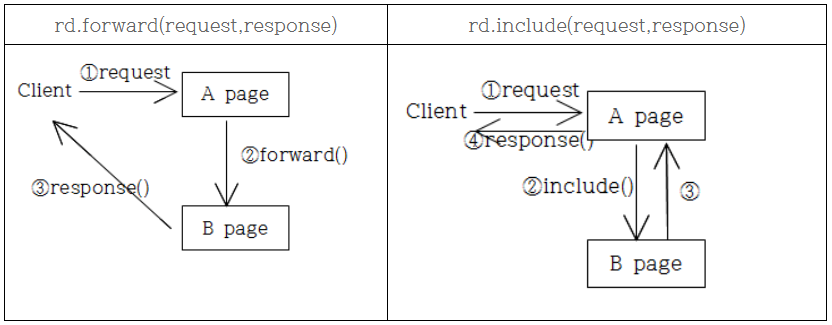 rd.forward(request,response)
rd.include(request,response)
①request
Client
A page
②forward()
③response()
B page
①request
Client
A page
④response()
②include()
③
B page